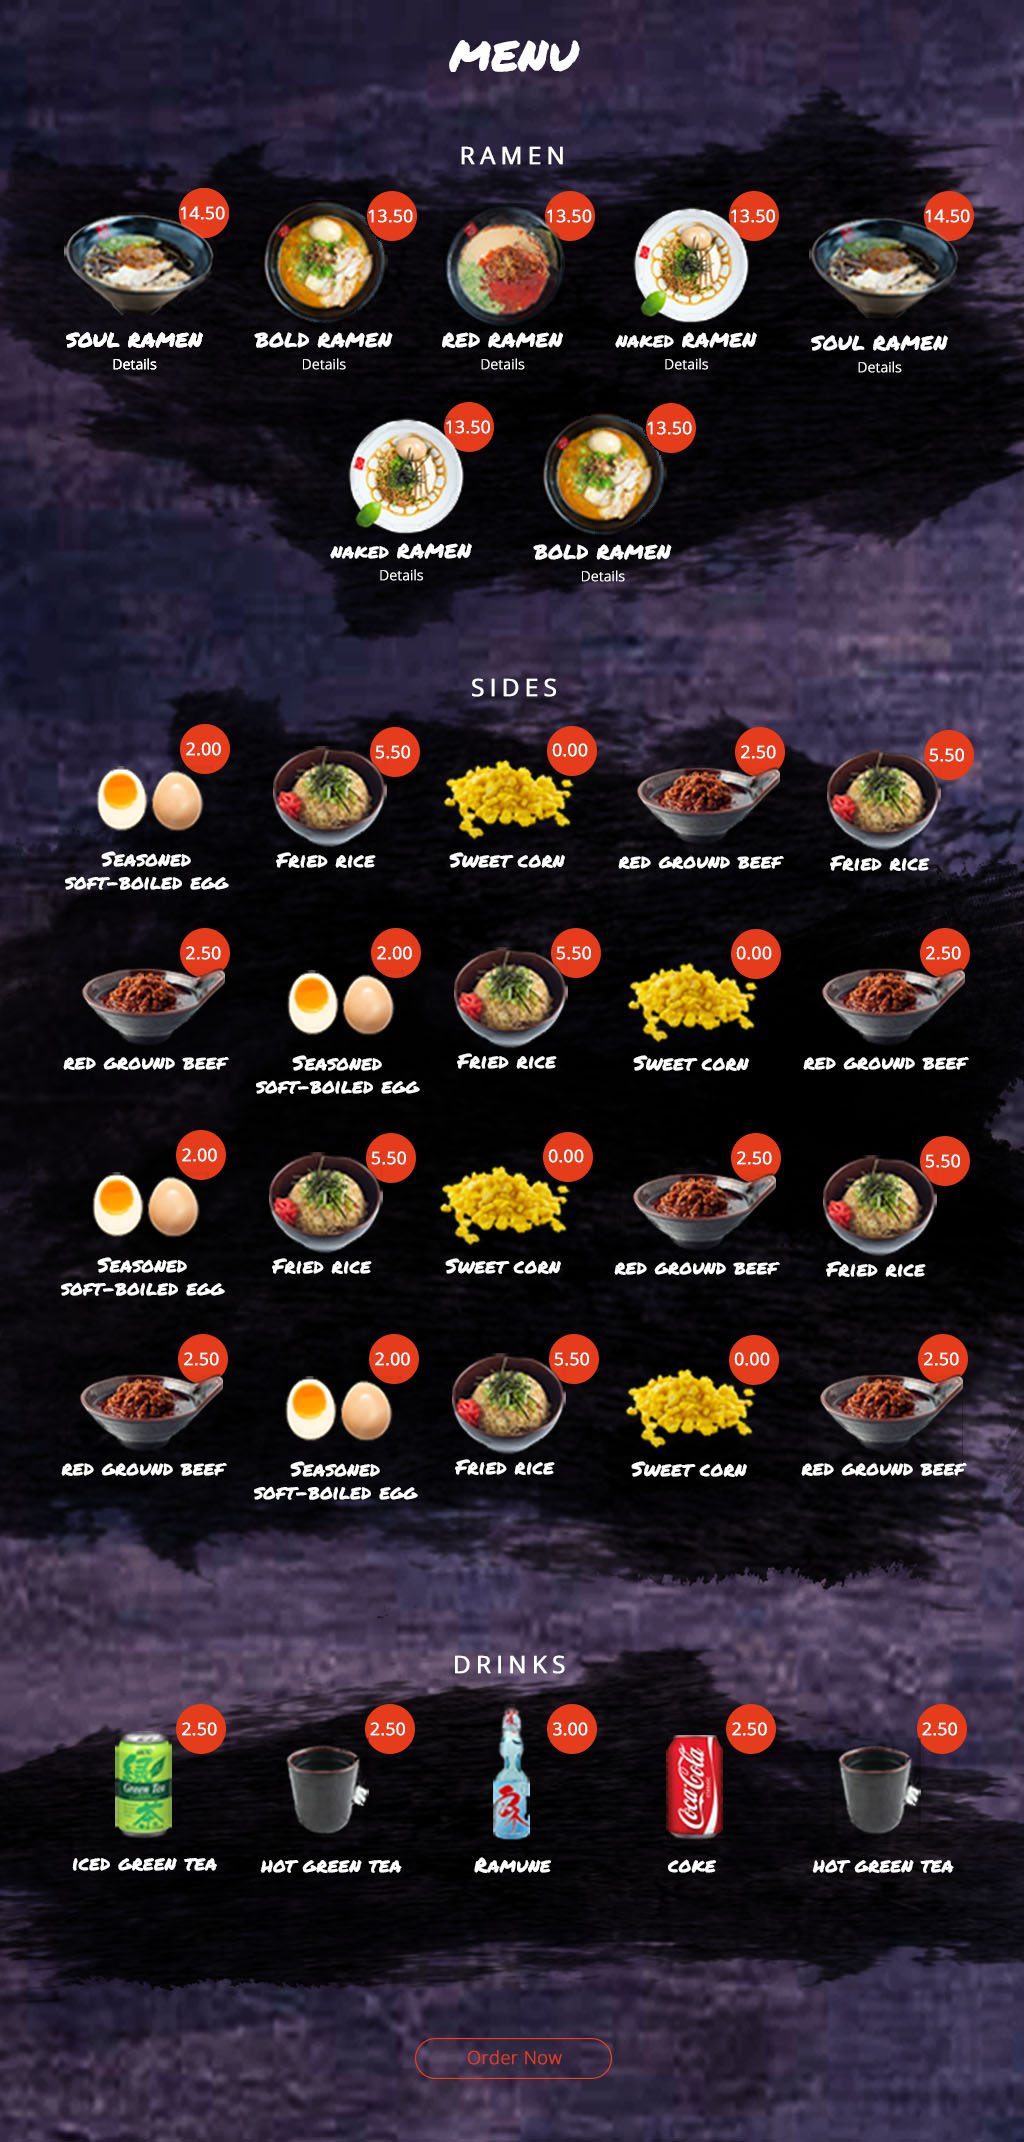 MENU
RAMEN
14.50
13.50
13.50
13.50
14.50
SOUL RAMEN
BOLD RAMEN
RED RAMEN
NAKED RAMEN
SOUL RAMEN
Details
Details
Details
Details
Details
13.50
13.50
NAKED RAMEN
BOLD RAMEN
Details
Details
SIDES
2.00
5.50
0.00
2.50
5.50
SEASONED
SOFT-BOILED EGG
FRIED RICE
SWEET CORN
RED GROUND BEEF
FRIED RICE
2.50
2.00
5.50
0.00
2.50
RED GROUND BEEF
SEASONED
SOFT-BOILED EGG
FRIED RICE
SWEET CORN
RED GROUND BEEF
2.00
5.50
0.00
2.50
5.50
SEASONED
SOFT-BOILED EGG
FRIED RICE
SWEET CORN
RED GROUND BEEF
FRIED RICE
2.50
2.00
5.50
0.00
2.50
RED GROUND BEEF
SEASONED
SOFT-BOILED EGG
FRIED RICE
SWEET CORN
RED GROUND BEEF
DRINKS
2.50
2.50
3.00
2.50
2.50
Green Tea
茶
Coca-Cola
ICED GREEN TEA
HOT GREEN TEA
RAMUNE
COKE
HOT GREEN TEA
Order Now